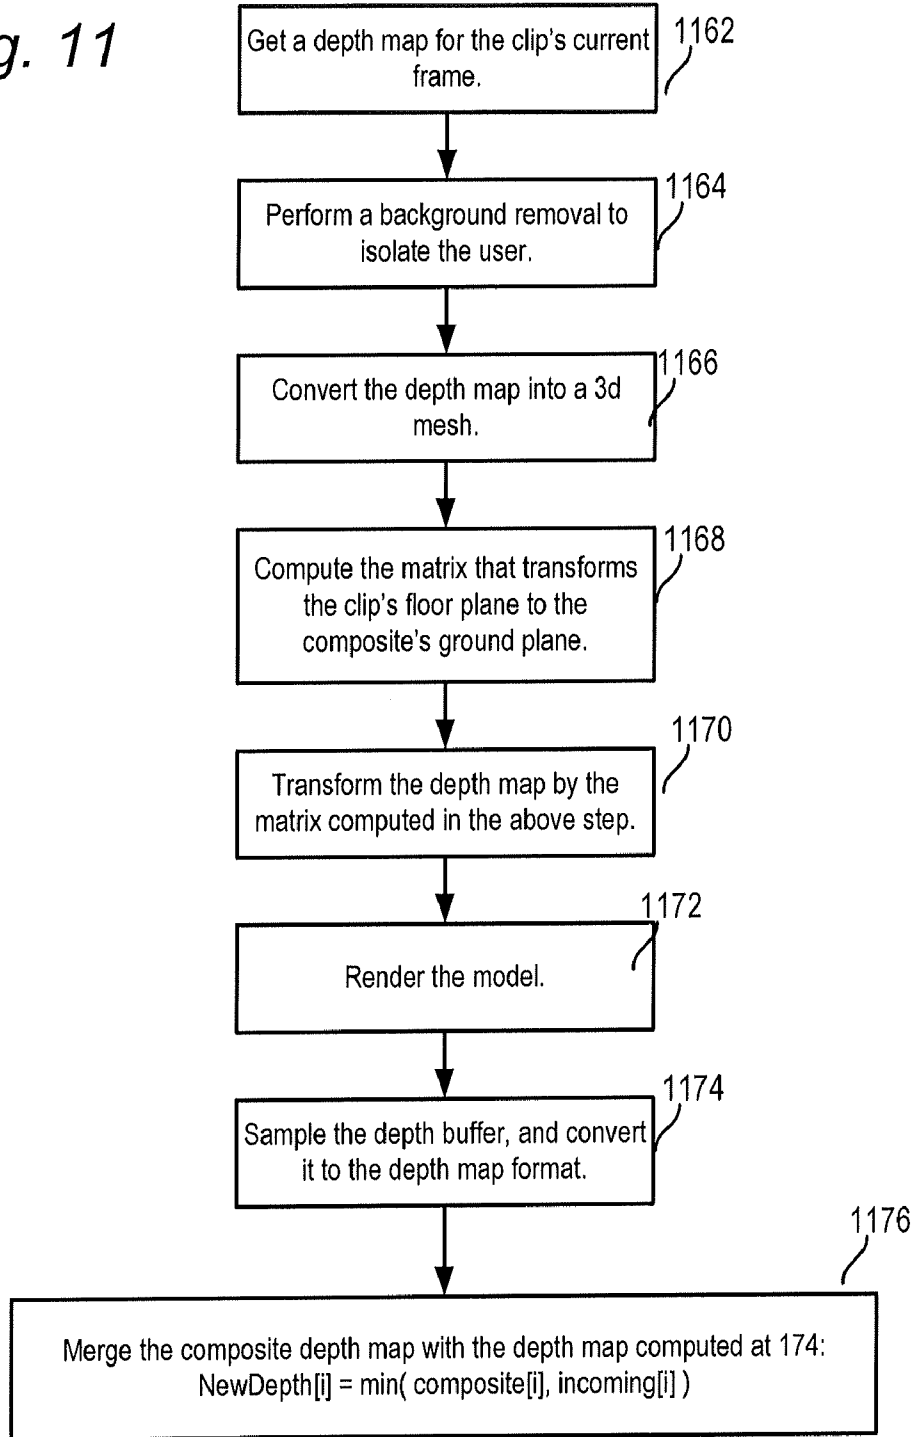 g. 11
Get a depth map for the clip's current
frame.
1162
Perform a background removal to
isolate the user.
1164
Convert the depth map into a 3d
mesh.
1166
Compute the matrix that transforms
the clip's floor plane to the
composite's ground plane.
1168
Transform the depth map by the
matrix computed in the above step.
1170
Render the model.
1172
Sample the depth buffer, and convert
it to the depth map format.
1174
Merge the composite depth map with the depth map computed at 174:
NewDepth[i] = min( composite[i], incoming[i] )
1176